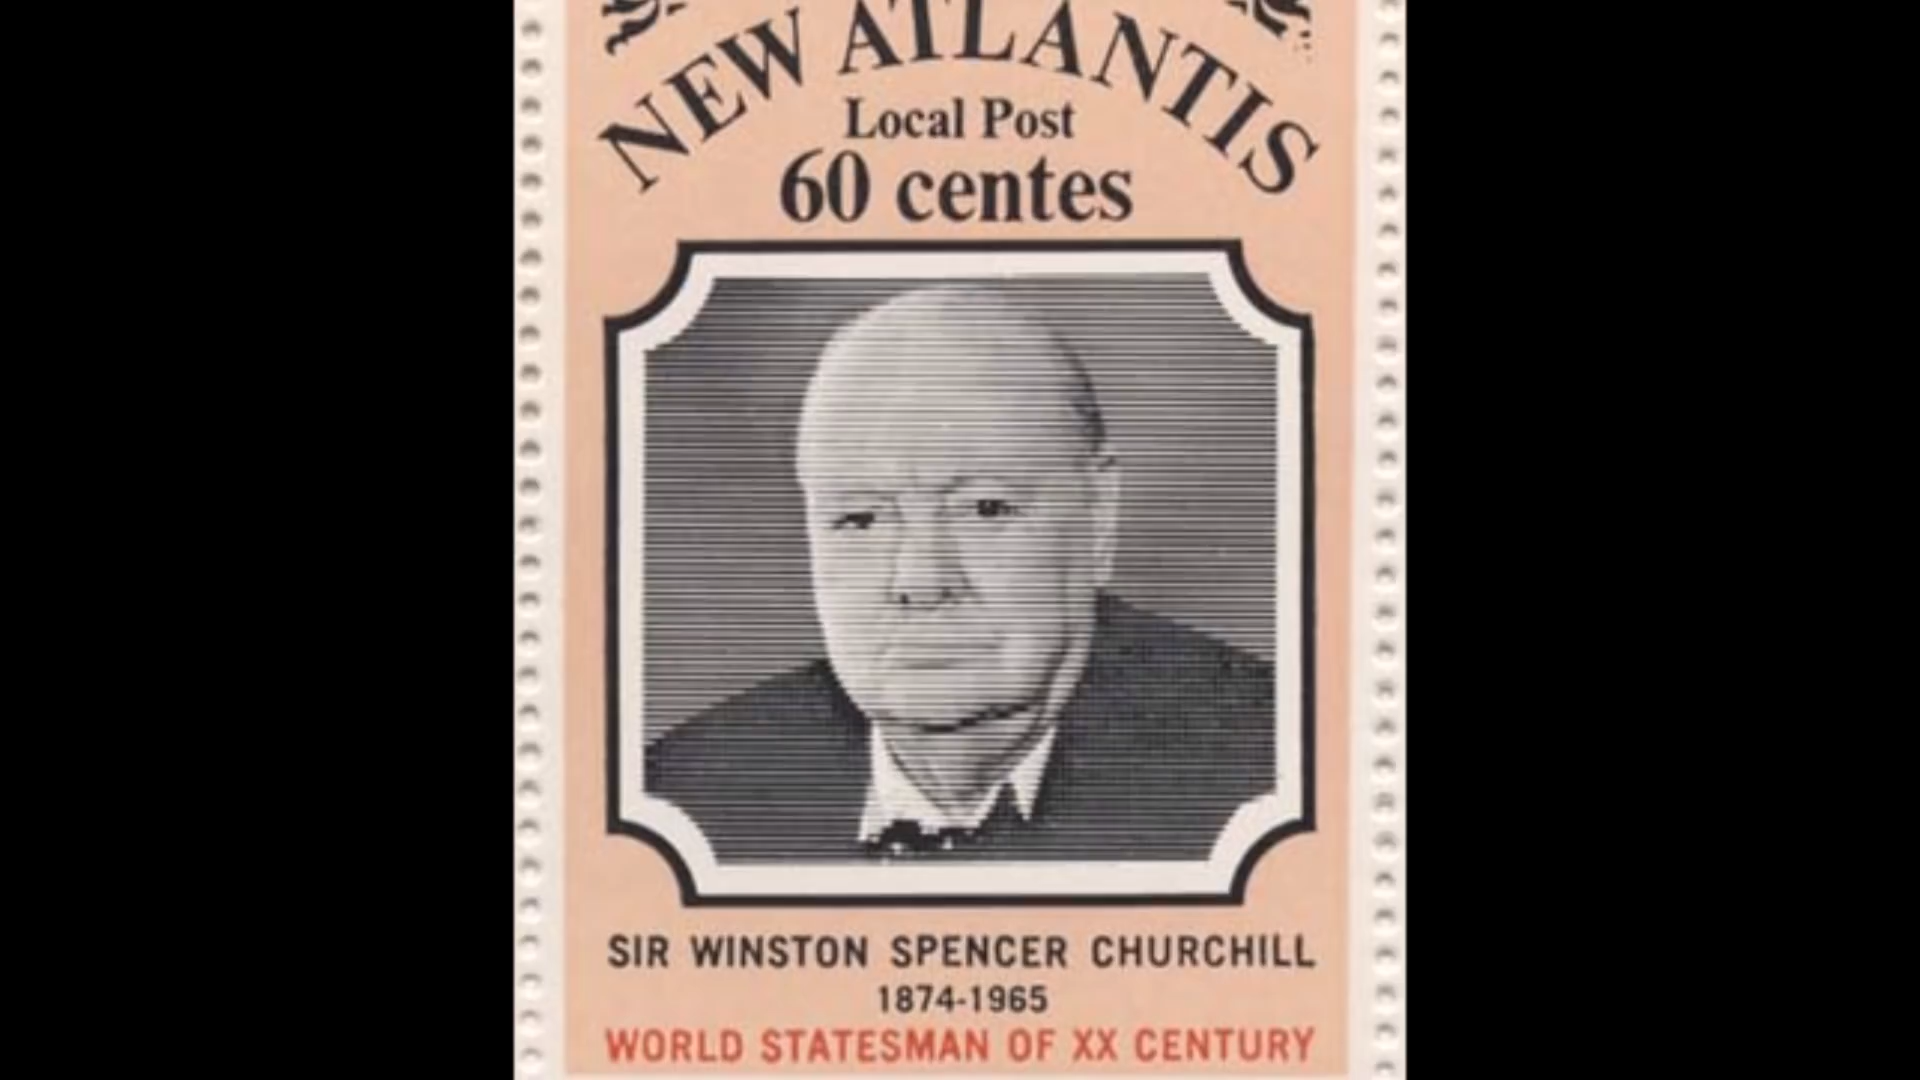 NEW ATLANTIS
Local Post
60 centes
SIR WINSTON SPENCER CHURCHILL
1874-1965
WORLD STATESMAN OF XX CENTURY